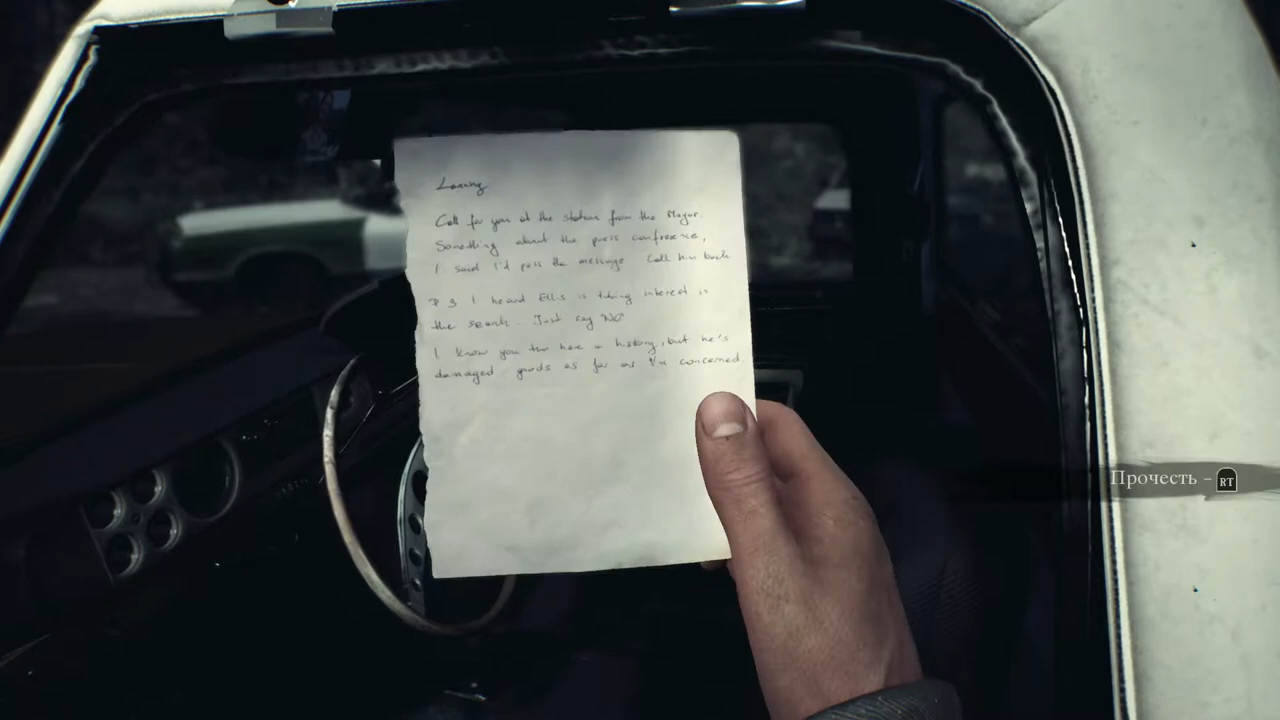 Lanning
Call for you at the station from the Mayor.
Something about the press conference,
I said I'd pass the message Call him back
P S I heard Ellis is taking interest in
the search. Just say "NO"
I know you two have a history, but he's
damaged goods as far as I'm concerned.
Прочесть - RT